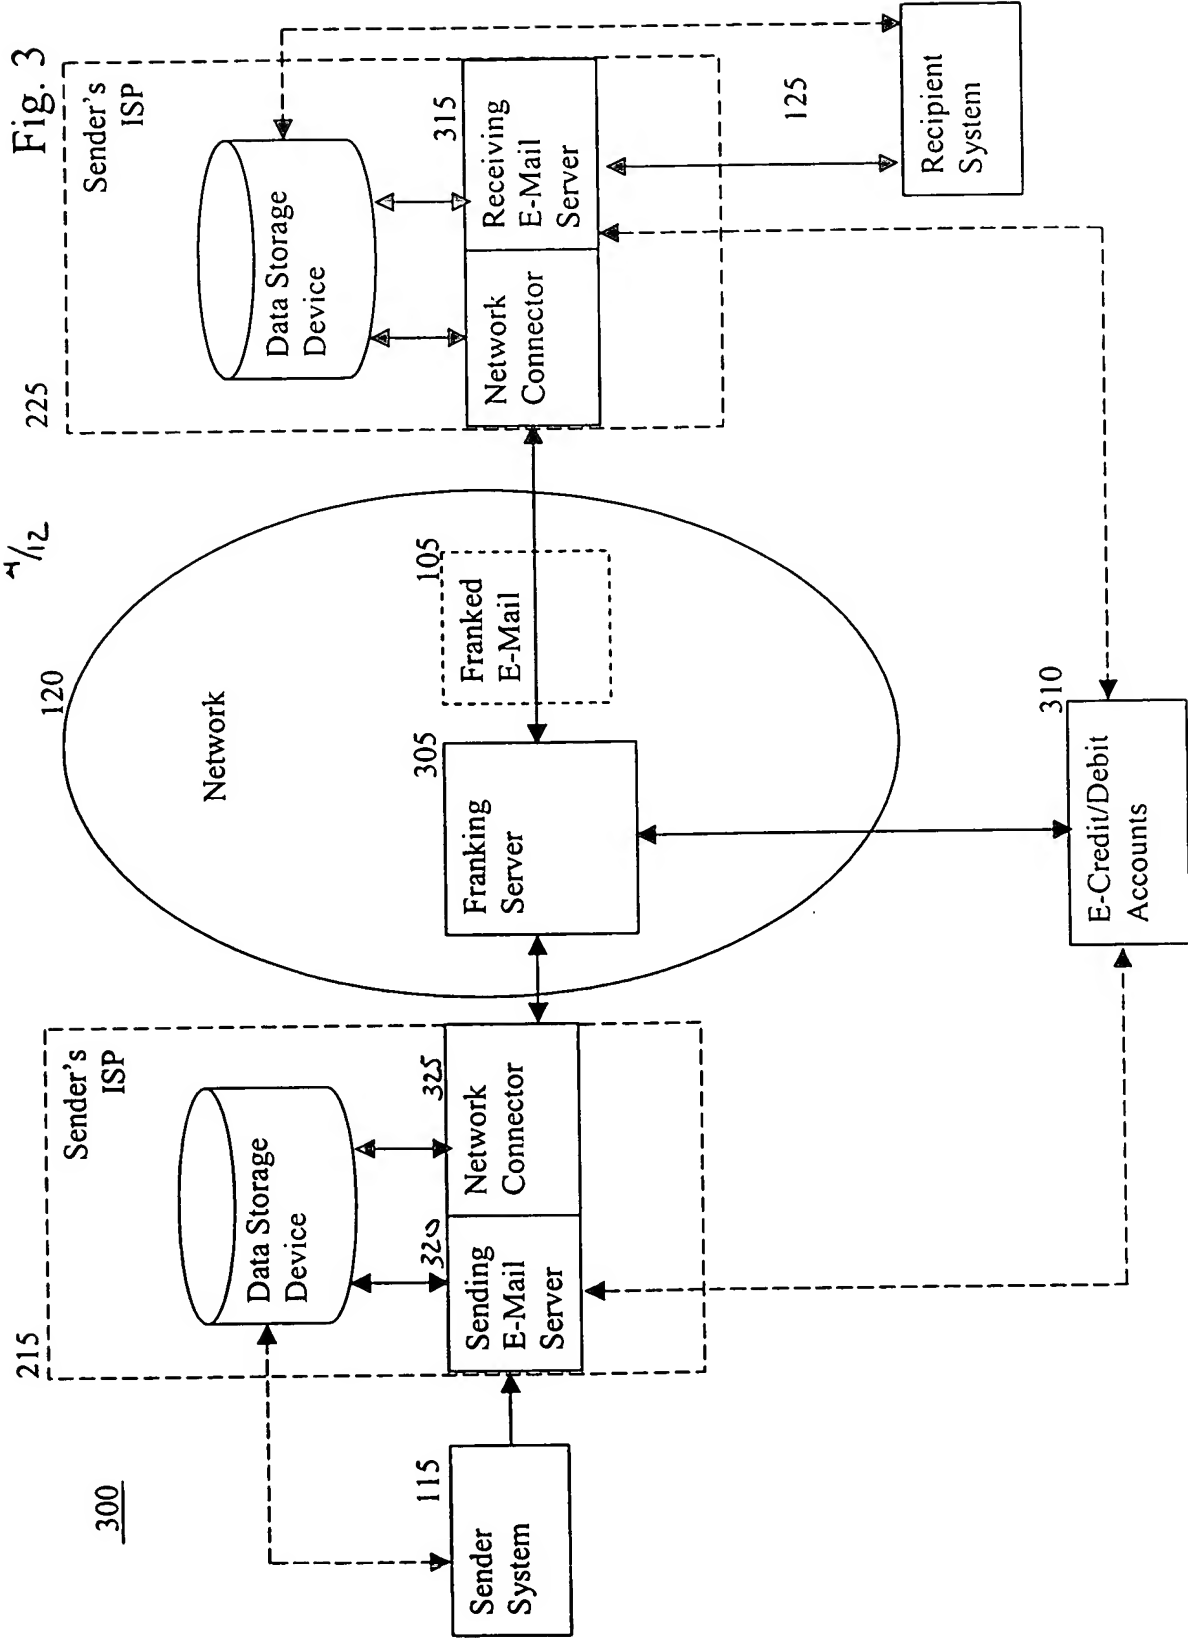 4/12
Fig. 3
300
215
Sender's
ISP
Data Storage
Device
115
Sender
System
320
Sending
E-Mail
Server
325
Network
Connector
120
Network
305
Franking
Server
105
Franked
E-Mail
225
Sender's
ISP
Data Storage
Device
Network
Connector
315
Receiving
E-Mail
Server
125
Recipient
System
310
E-Credit/Debit
Accounts